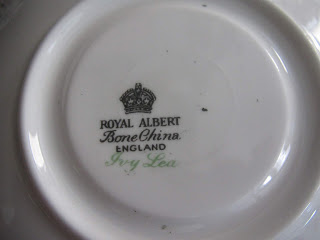 ROYAL ALBERT
Bone China
ENGLAND
Ivy Lea